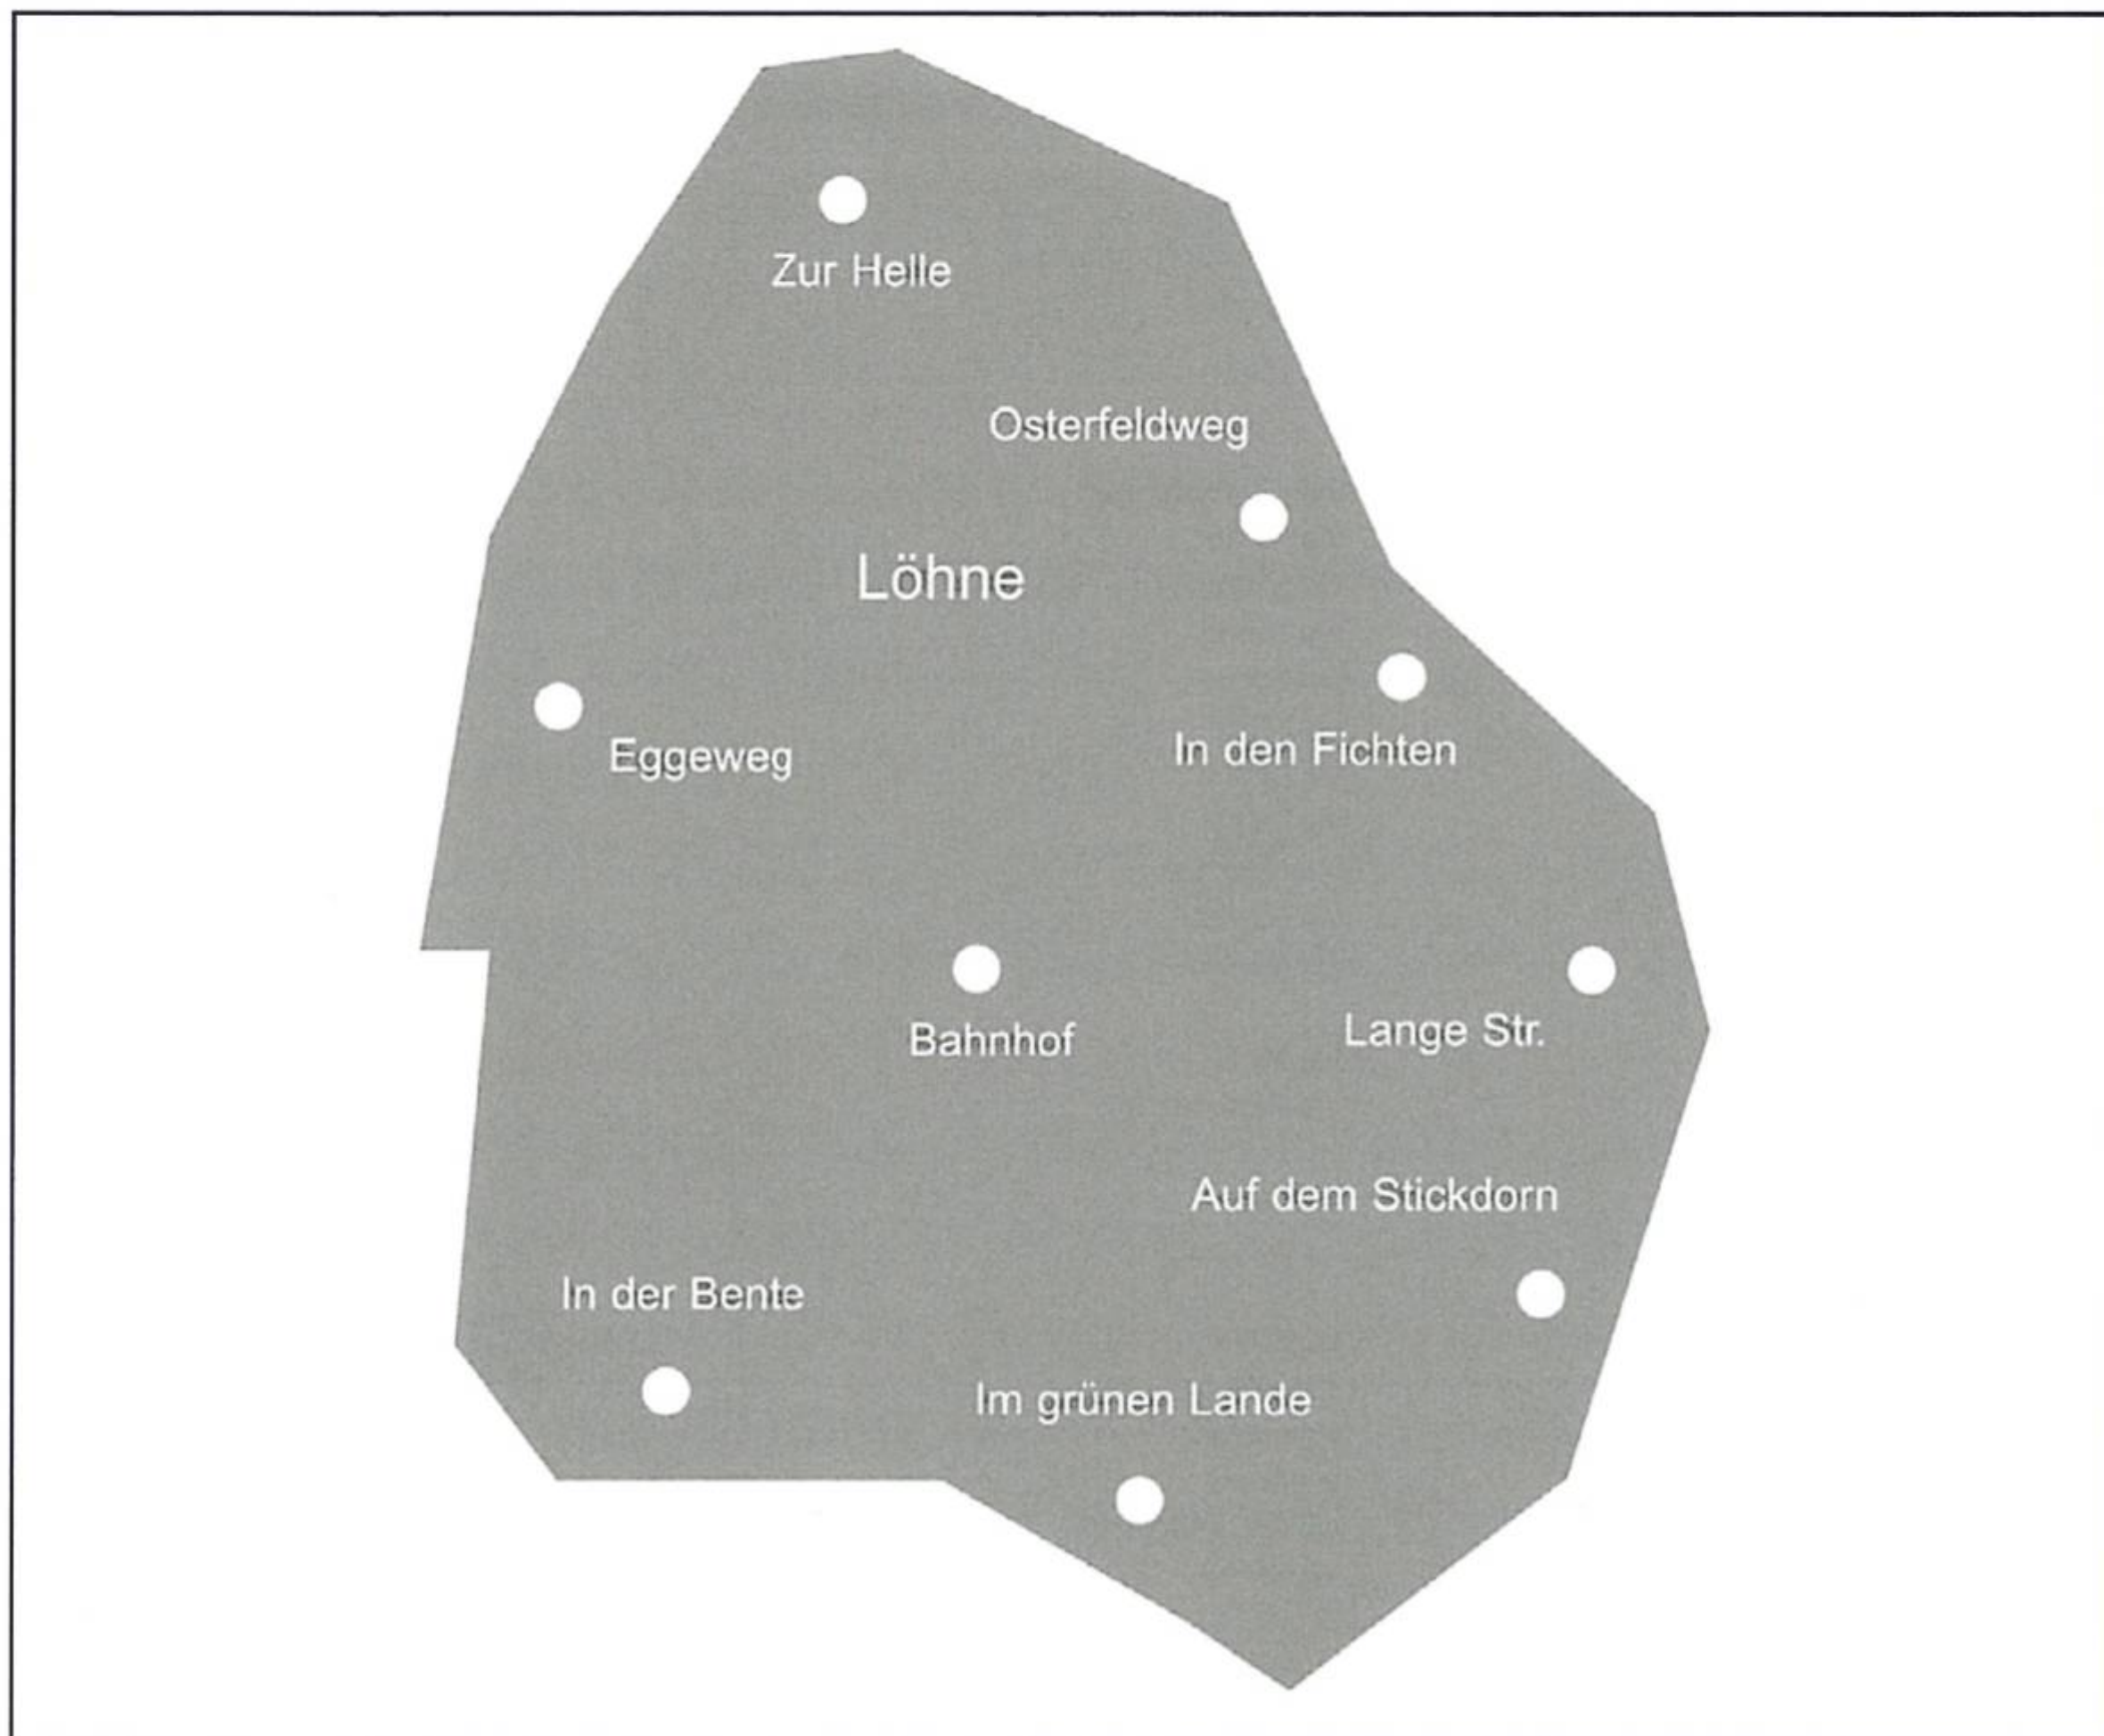 Zur Helle
Osterfeldweg
Löhne
Eggeweg
In den Fichten
Bahnhof
Lange Str.
Auf dem Stickdorn
In der Bente
Im grünen Lande